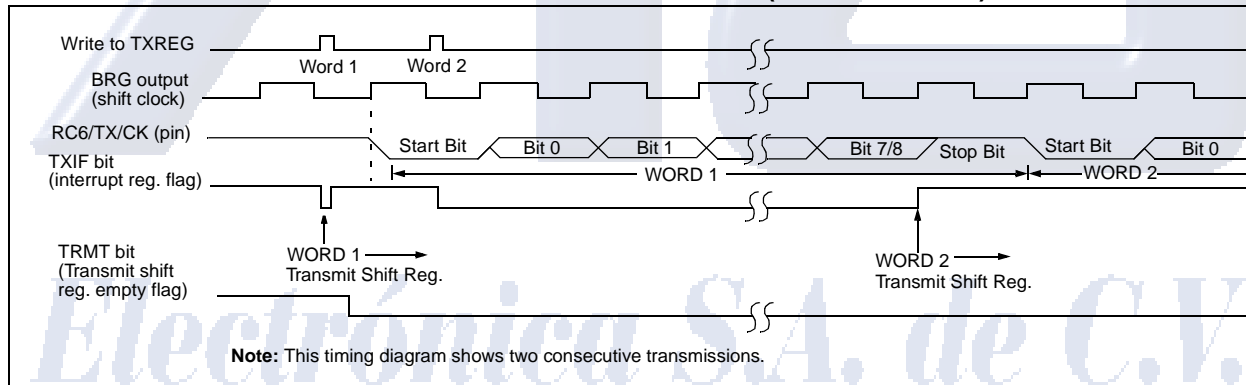 Write to TXREG
Word 1
Word 2
BRG output
(shift clock)
RC6/TX/CK (pin)
Start Bit
Bit 0
Bit 1
Bit 7/8
Stop Bit
Start Bit
Bit 0
TXIF bit
(interrupt reg. flag)
WORD 1
WORD 2
TRMT bit
(Transmit shift
reg. empty flag)
WORD 1
Transmit Shift Reg.
WORD 2
Transmit Shift Reg.
Electrónica S.A. de C.V.
Note: This timing diagram shows two consecutive transmissions.